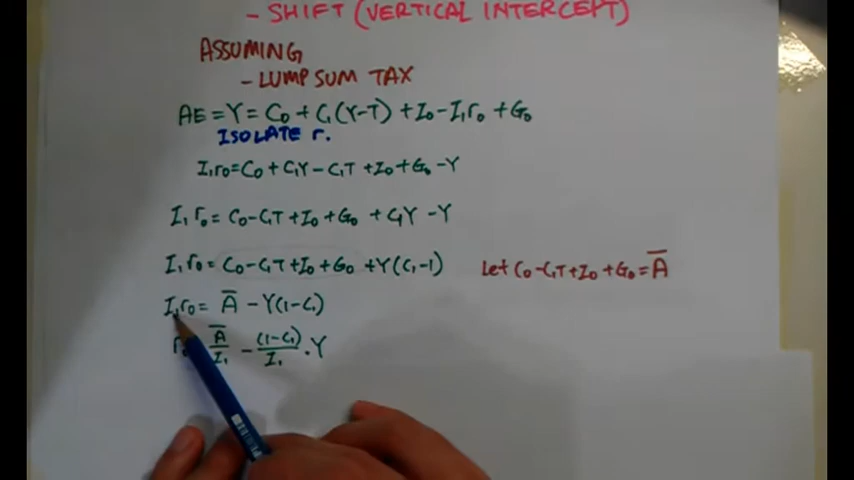 - SHIFT (VERTICAL INTERCEPT)
ASSUMING
- LUMP SUM TAX
AE = Y = C₀ + C₁(Y-T) + I₀ - I₁r₀ + G₀
ISOLATE r.
I₁r₀ = C₀ + C₁Y - C₁T + I₀ + G₀ - Y
I₁r₀ = C₀ - C₁T + I₀ + G₀ + C₁Y - Y
I₁r₀ = C₀ - C₁T + I₀ + G₀ + Y(C₁-1)
Let C₀ - C₁T + I₀ + G₀ = A̅
I₁r₀ = A̅ - Y(1-C₁)
r₀ A̅/I₁ - (1-C₁)/I₁ · Y